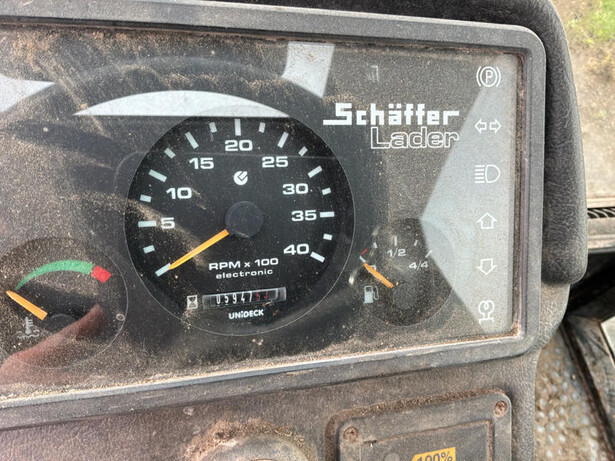 Schäffer
Lader
5
10
15
20
25
30
35
40
RPM x 100
electronic
05947
UNiDECK
1/2
4/4
P
100%